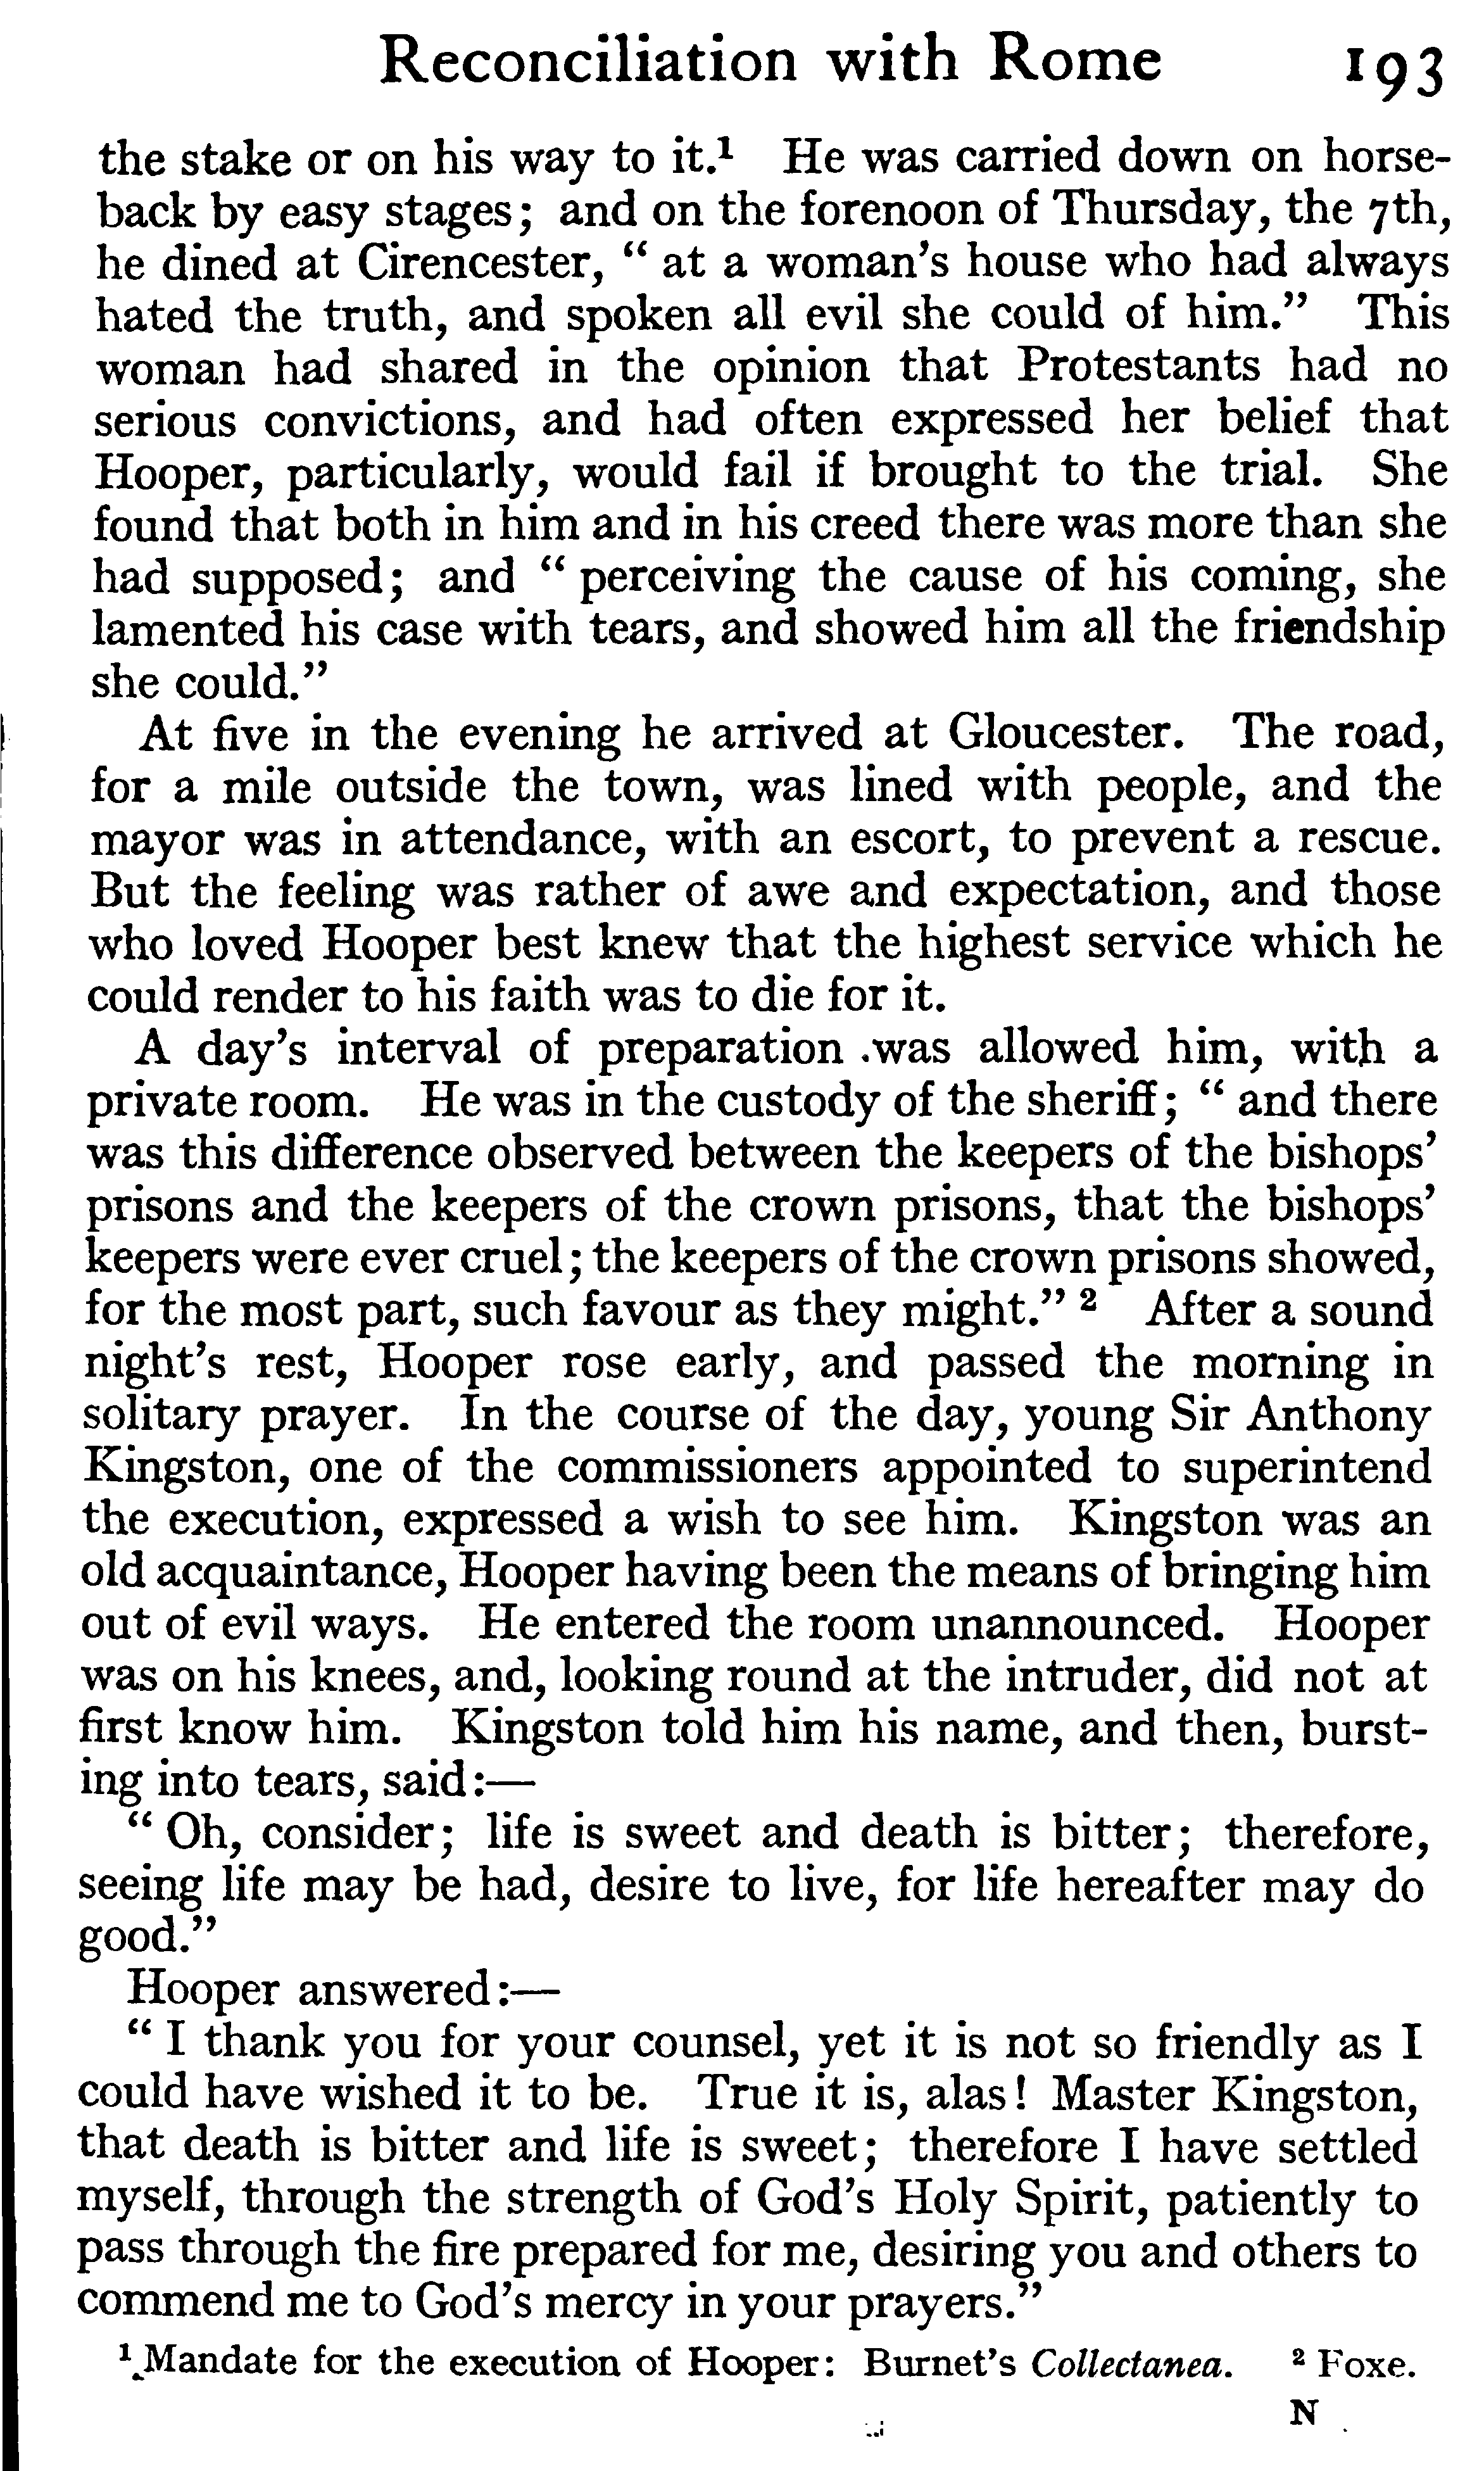 Reconciliation with Rome 193
the stake or on his way to it.¹ He was carried down on horse-
back by easy stages; and on the forenoon of Thursday, the 7th,
he dined at Cirencester, “ at a woman’s house who had always
hated the truth, and spoken all evil she could of him.” This
woman had shared in the opinion that Protestants had no
serious convictions, and had often expressed her belief that
Hooper, particularly, would fail if brought to the trial. She
found that both in him and in his creed there was more than she
had supposed; and “ perceiving the cause of his coming, she
lamented his case with tears, and showed him all the friendship
she could.”
At five in the evening he arrived at Gloucester. The road,
for a mile outside the town, was lined with people, and the
mayor was in attendance, with an escort, to prevent a rescue.
But the feeling was rather of awe and expectation, and those
who loved Hooper best knew that the highest service which he
could render to his faith was to die for it.
A day’s interval of preparation .was allowed him, with a
private room. He was in the custody of the sheriff; “ and there
was this difference observed between the keepers of the bishops’
prisons and the keepers of the crown prisons, that the bishops’
keepers were ever cruel; the keepers of the crown prisons showed,
for the most part, such favour as they might.” ² After a sound
night’s rest, Hooper rose early, and passed the morning in
solitary prayer. In the course of the day, young Sir Anthony
Kingston, one of the commissioners appointed to superintend
the execution, expressed a wish to see him. Kingston was an
old acquaintance, Hooper having been the means of bringing him
out of evil ways. He entered the room unannounced. Hooper
was on his knees, and, looking round at the intruder, did not at
first know him. Kingston told him his name, and then, burst-
ing into tears, said:—
“ Oh, consider; life is sweet and death is bitter; therefore,
seeing life may be had, desire to live, for life hereafter may do
good.”
Hooper answered:—
“ I thank you for your counsel, yet it is not so friendly as I
could have wished it to be. True it is, alas! Master Kingston,
that death is bitter and life is sweet; therefore I have settled
myself, through the strength of God’s Holy Spirit, patiently to
pass through the fire prepared for me, desiring you and others to
commend me to God’s mercy in your prayers.”
¹ Mandate for the execution of Hooper: Burnet’s Collectanea. ² Foxe.
N